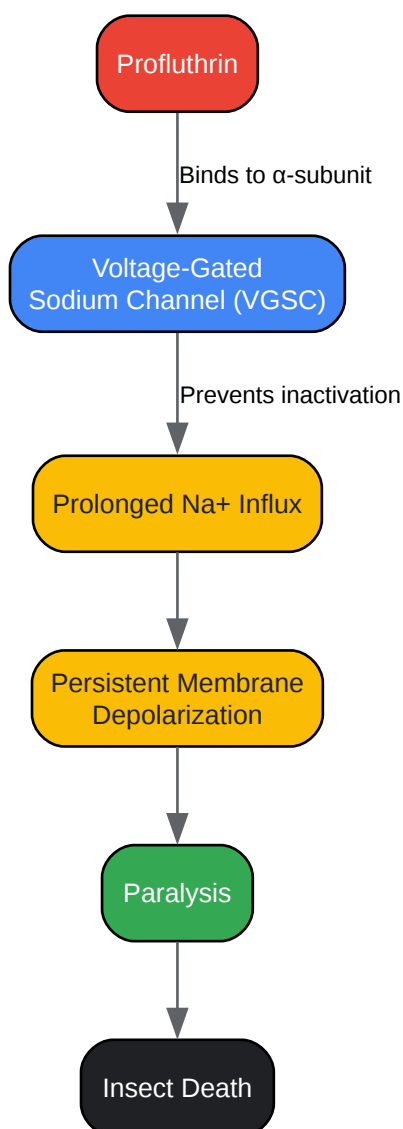 Profluthrin
Binds to α-subunit
Voltage-Gated
Sodium Channel (VGSC)
Prevents inactivation
Prolonged Na+ Influx
Persistent Membrane
Depolarization
Paralysis
Insect Death